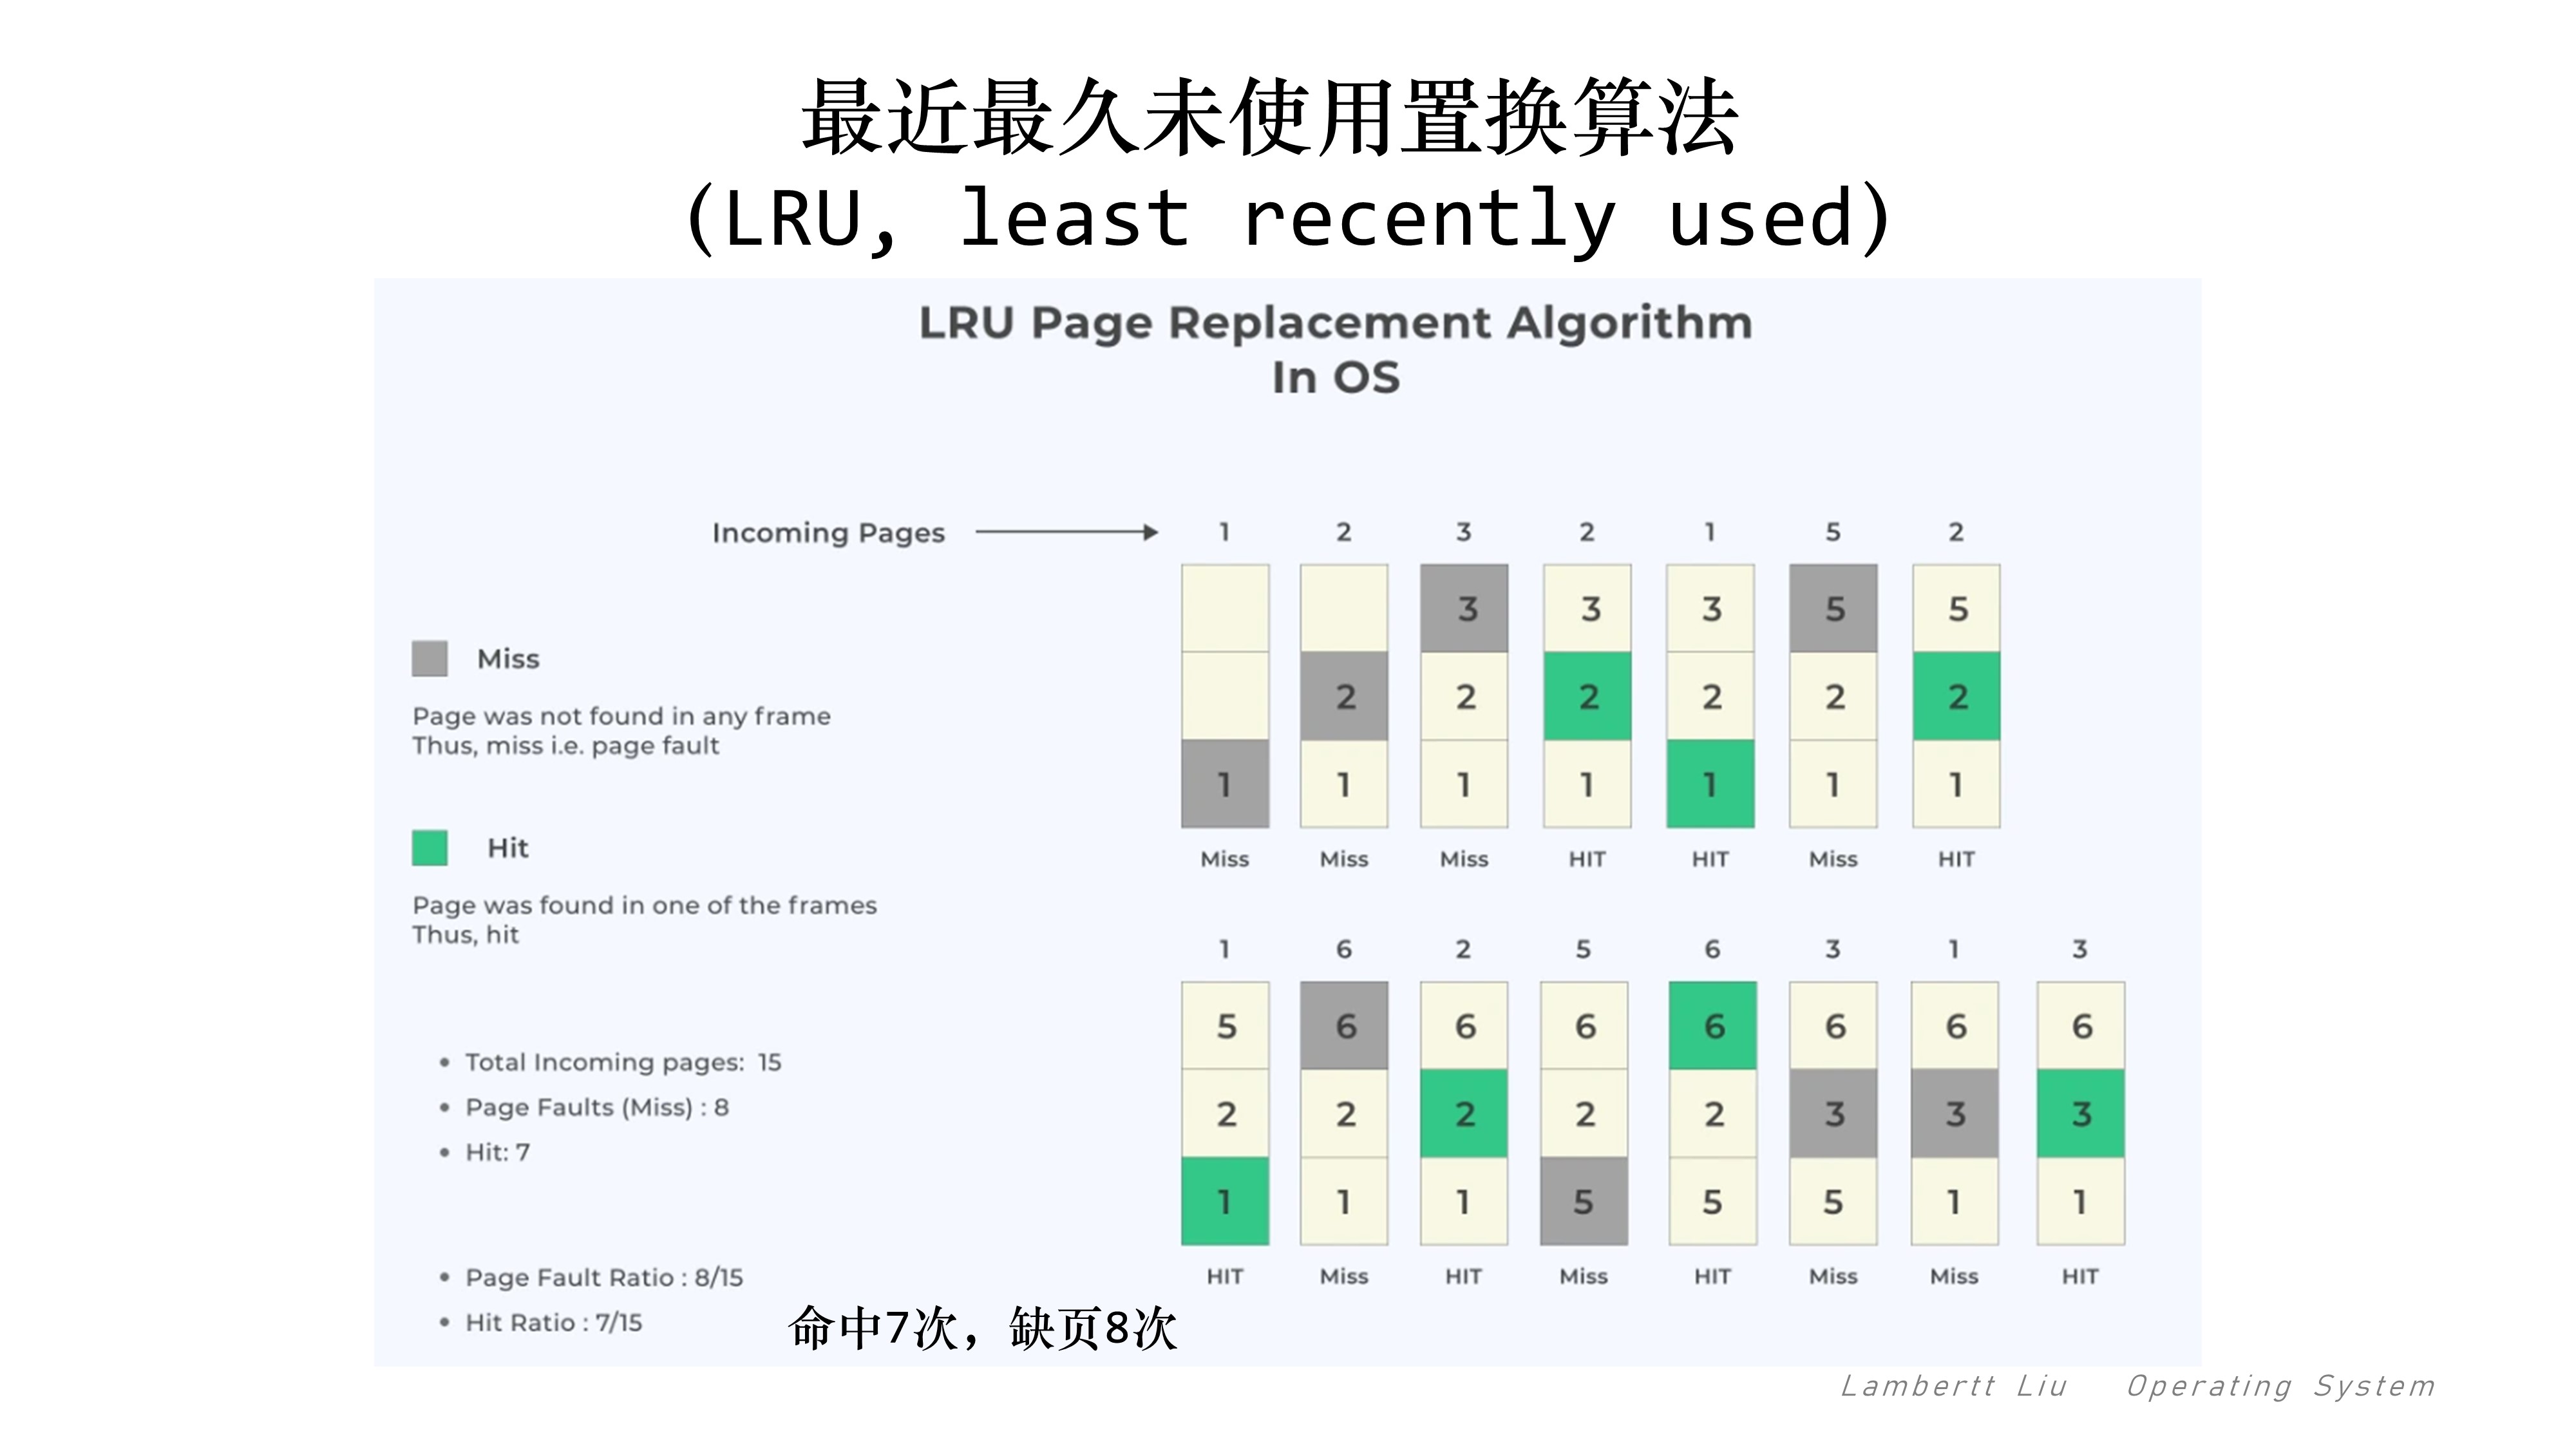 最近最久未使用置换算法
(LRU, least recently used)
LRU Page Replacement Algorithm
In OS
Incoming Pages
1 2 3 2 1 5 2
3 3 3 5 5
2 2 2 2 2 2
1 1 1 1 1 1 1
Miss Miss Miss HIT HIT Miss HIT
Miss
Page was not found in any frame
Thus, miss i.e. page fault
Hit
Page was found in one of the frames
Thus, hit
1 6 2 5 6 3 1 3
5 6 6 6 6 6 6 6
2 2 2 2 2 3 3 3
1 1 1 5 5 5 1 1
HIT Miss HIT Miss HIT Miss Miss HIT
• Total Incoming pages: 15
• Page Faults (Miss) : 8
• Hit: 7
• Page Fault Ratio : 8/15
• Hit Ratio : 7/15
命中7次，缺页8次
Lambertt Liu Operating System